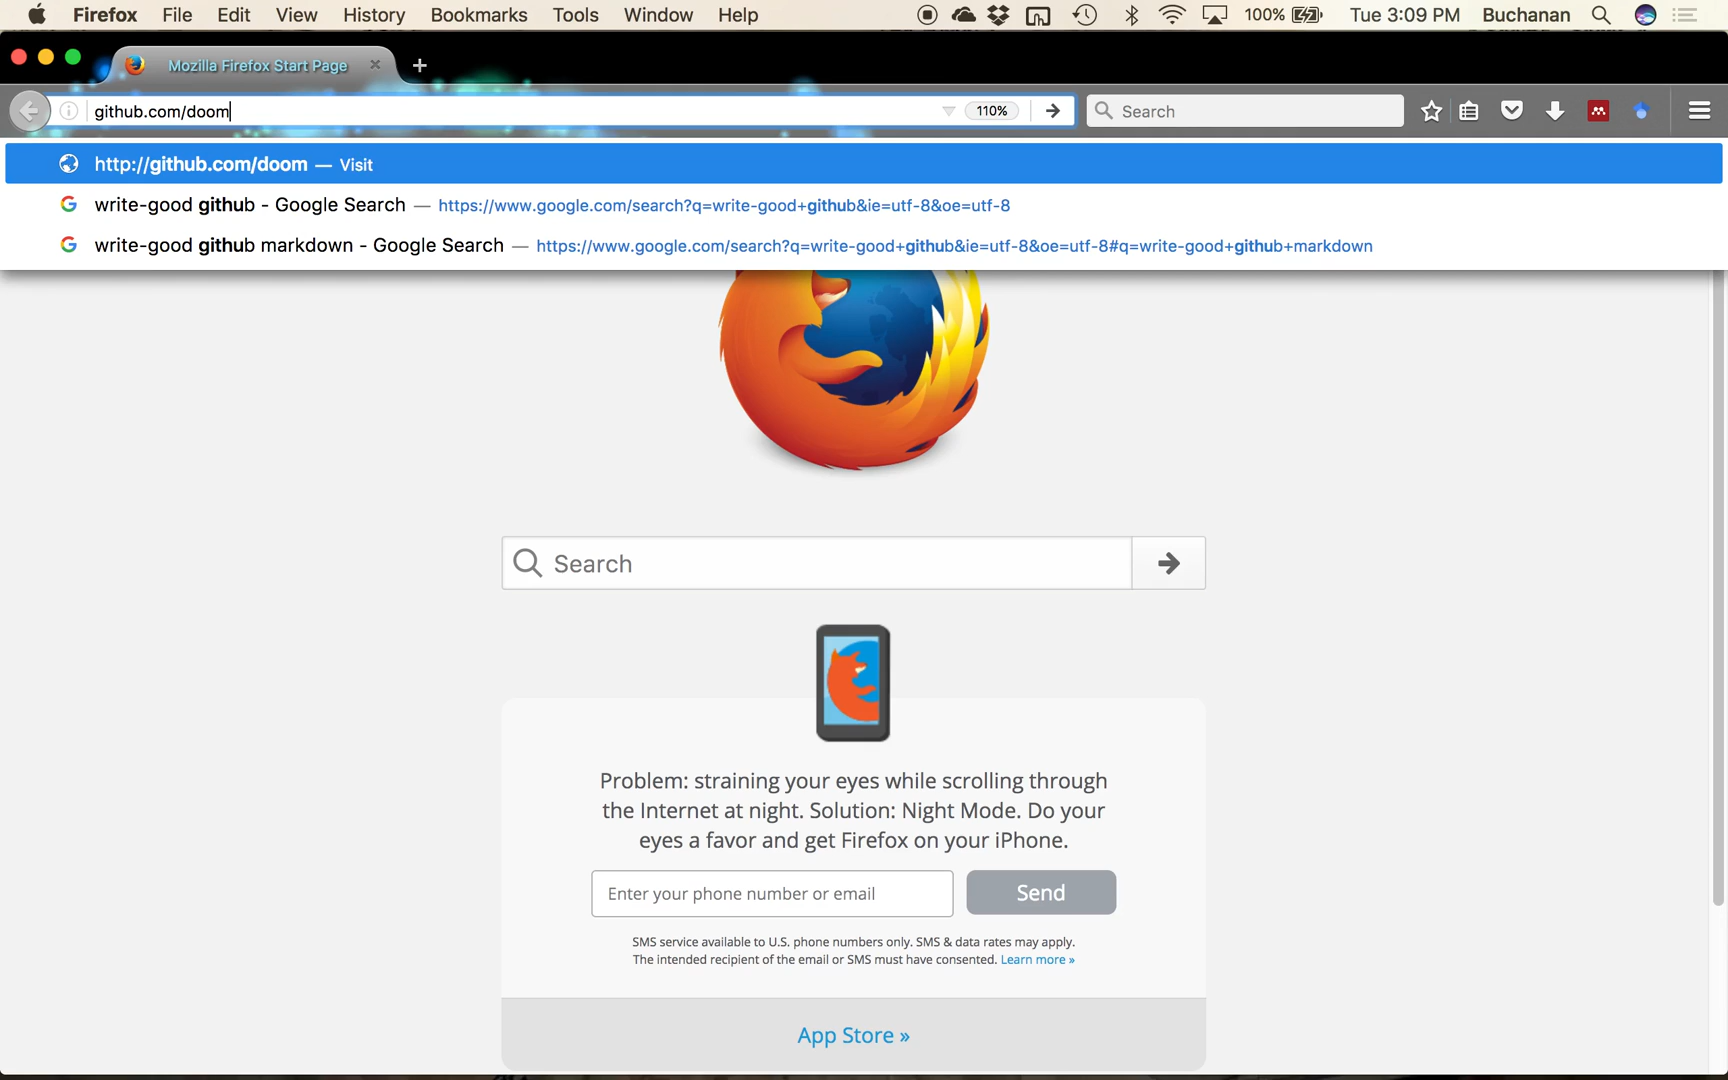 Firefox File Edit View History Bookmarks Tools Window Help 100% Tue 3:09 PM Buchanan
Mozilla Firefox Start Page
github.com/doom 110% Search
http://github.com/doom — Visit
write-good github - Google Search — https://www.google.com/search?q=write-good+github&ie=utf-8&oe=utf-8
write-good github markdown - Google Search — https://www.google.com/search?q=write-good+github&ie=utf-8&oe=utf-8#q=write-good+github+markdown
Search
Problem: straining your eyes while scrolling through
the Internet at night. Solution: Night Mode. Do your
eyes a favor and get Firefox on your iPhone.
Enter your phone number or email Send
SMS service available to U.S. phone numbers only. SMS & data rates may apply.
The intended recipient of the email or SMS must have consented. Learn more »
App Store »